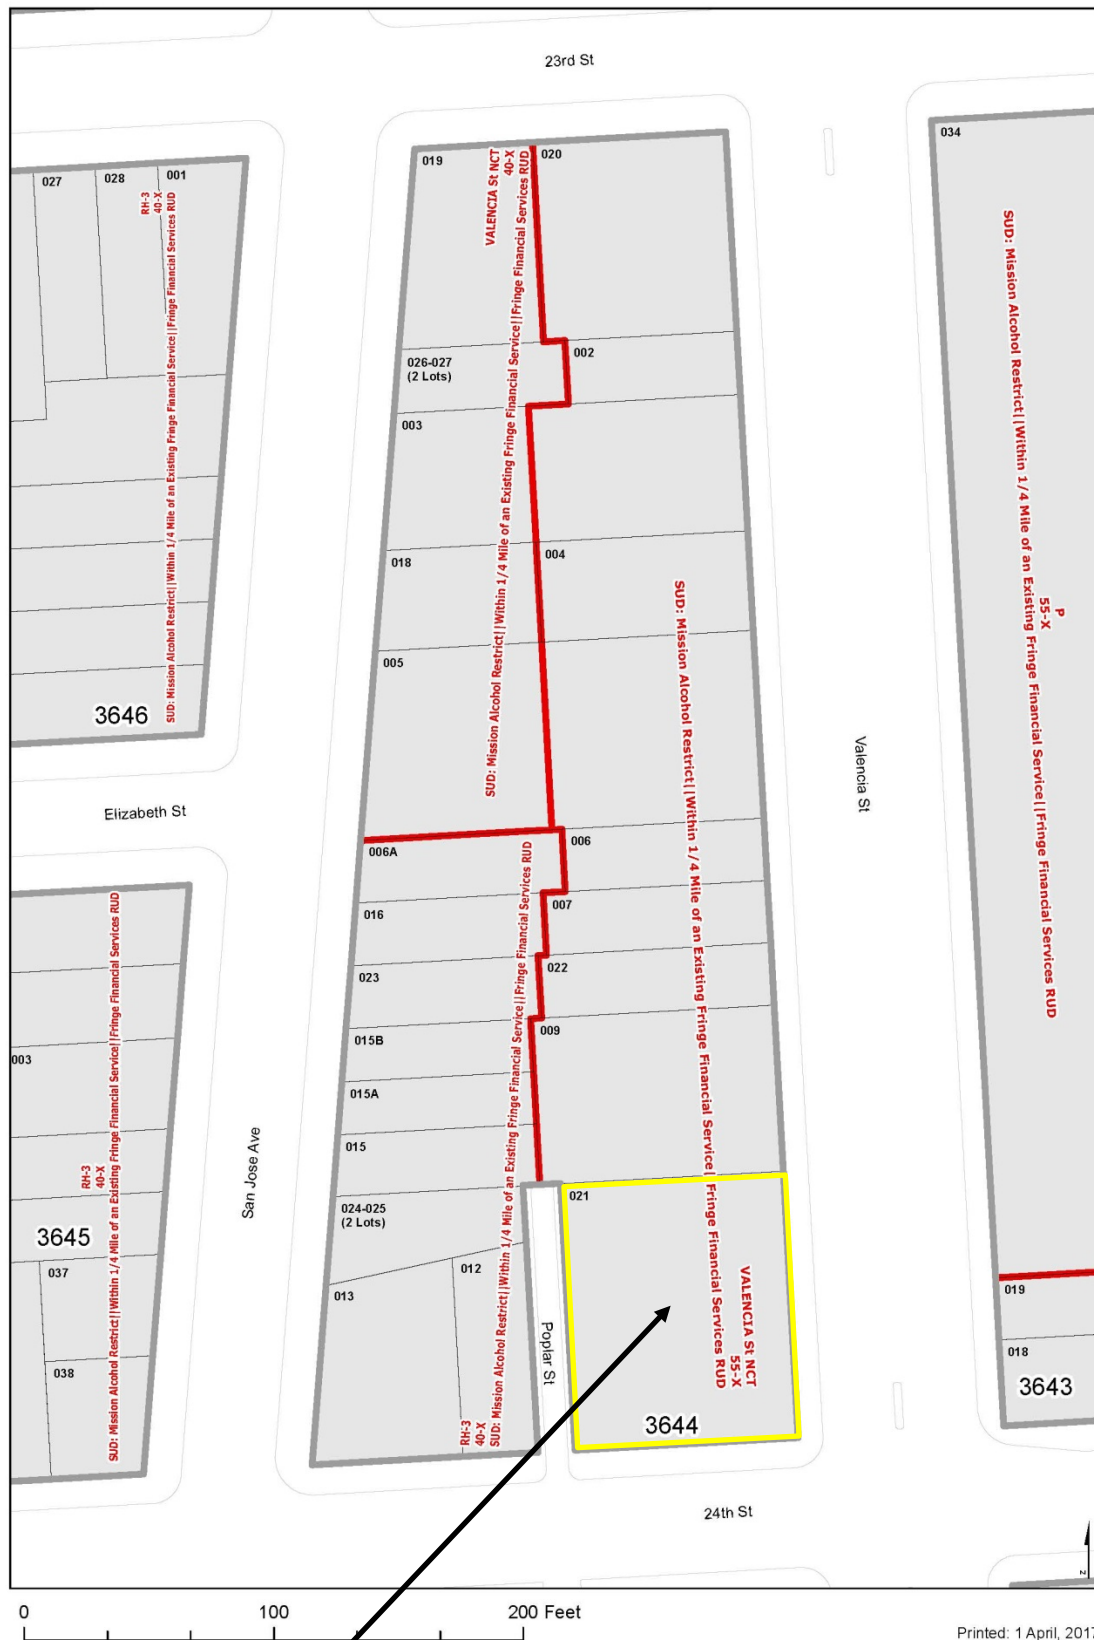 23rd St
027
028
001
RH-3
40-X
SUD: Mission Alcohol Restrict||Within 1/4 Mile of an Existing Fringe Financial Service||Fringe Financial Services RUD
3646
Elizabeth St
003
RH-3
40-X
SUD: Mission Alcohol Restrict||Within 1/4 Mile of an Existing Fringe Financial Service||Fringe Financial Services RUD
3645
037
038
San Jose Ave
019
VALENCIA St NCT
40-X
SUD: Mission Alcohol Restrict||Within 1/4 Mile of an Existing Fringe Financial Service||Fringe Financial Services RUD
020
026-027
(2 Lots)
002
003
018
004
005
006A
006
016
007
023
022
015B
009
015A
015
024-025
(2 Lots)
013
012
RH-3
40-X
SUD: Mission Alcohol Restrict||Within 1/4 Mile of an Existing Fringe Financial Service||Fringe Financial Services RUD
Poplar St
021
VALENCIA St NCT
55-X
SUD: Mission Alcohol Restrict||Within 1/4 Mile of an Existing Fringe Financial Service||Fringe Financial Services RUD
3644
Valencia St
034
P
55-X
SUD: Mission Alcohol Restrict||Within 1/4 Mile of an Existing Fringe Financial Service||Fringe Financial Services RUD
019
018
3643
24th St
N
0 100 200 Feet
Printed: 1 April, 2017